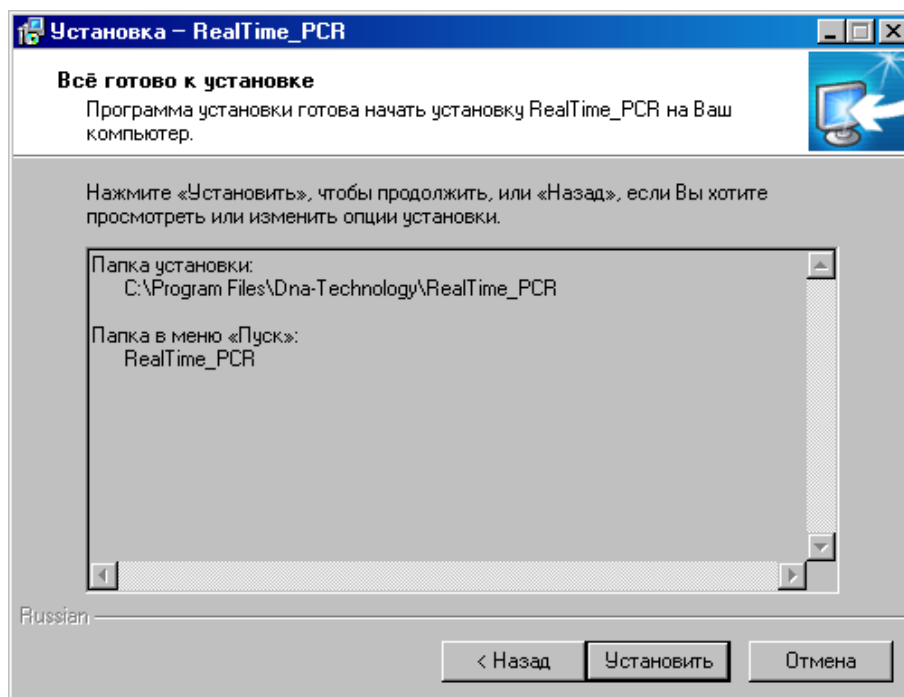 Установка – RealTime_PCR
Всё готово к установке
Программа установки готова начать установку RealTime_PCR на Ваш
компьютер.
Нажмите «Установить», чтобы продолжить, или «Назад», если Вы хотите
просмотреть или изменить опции установки.
Папка установки:
C:\Program Files\Dna-Technology\RealTime_PCR
Папка в меню «Пуск»:
RealTime_PCR
Russian
< Назад
Установить
Отмена